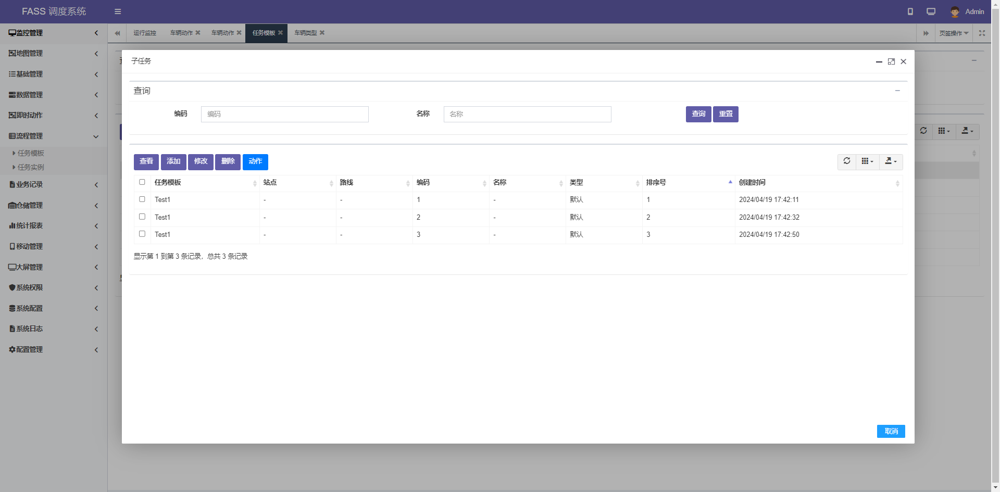 FASS 调度系统
Admin
监控管理
地图管理
基础管理
数据管理
即时动作
流程管理
任务模板
任务实例
业务记录
仓储管理
统计报表
移动管理
大屏管理
系统权限
系统配置
系统日志
配置管理
运行监控 车辆动作 车辆动作 任务模板 车辆类型 页签操作
子任务
查询
编码 编码 名称 名称 查询 重置
查看 添加 修改 删除 动作
任务模板 站点 路线 编码 名称 类型 排序号 创建时间
Test1 - - 1 - 默认 1 2024/04/19 17:42:11
Test1 - - 2 - 默认 2 2024/04/19 17:42:32
Test1 - - 3 - 默认 3 2024/04/19 17:42:50
显示第 1 到第 3 条记录，总共 3 条记录
取消